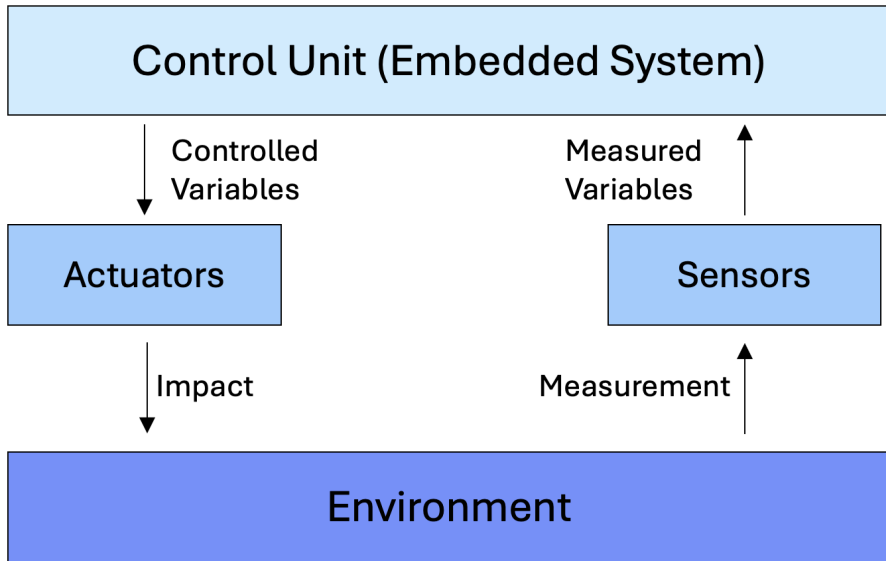 Control Unit (Embedded System)
Controlled
Variables
Measured
Variables
Actuators
Sensors
Impact
Measurement
Environment